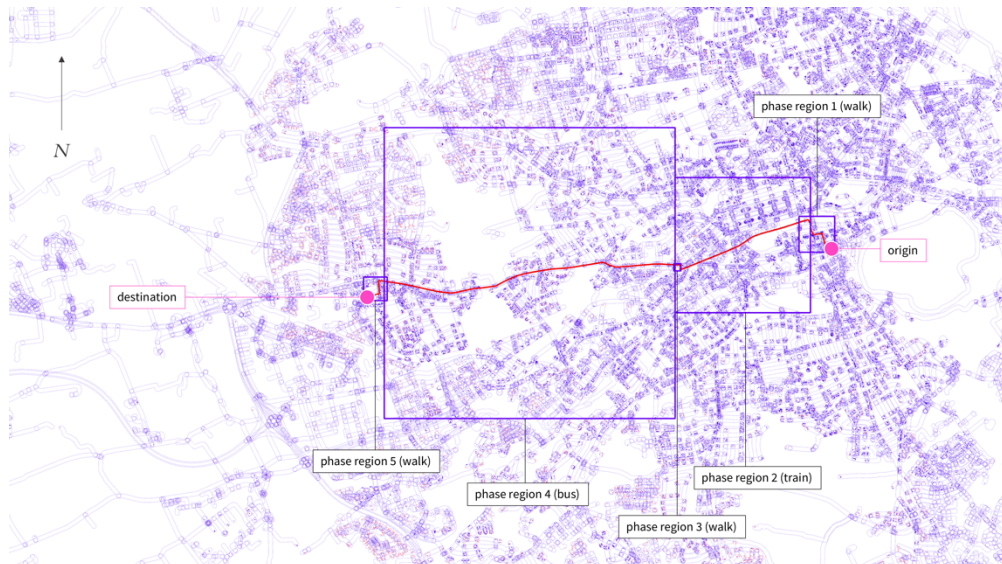 phase region 1 (walk)
N
origin
destination
phase region 5 (walk)
phase region 2 (train)
phase region 4 (bus)
phase region 3 (walk)